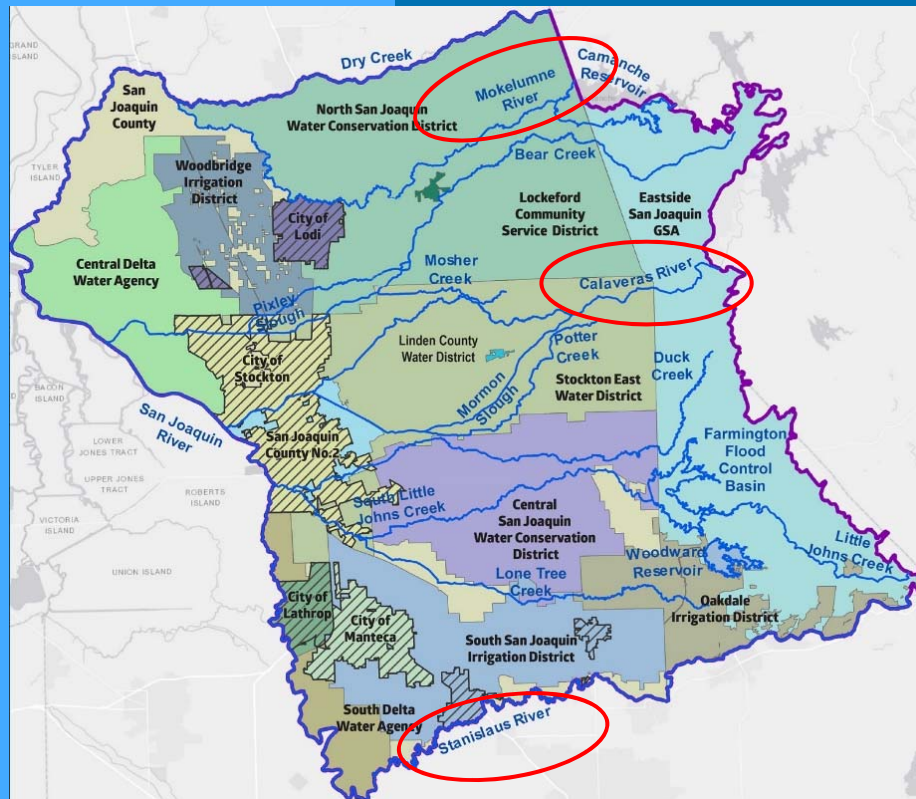 GRAND
ISLAND
Dry Creek
Camanche
Reservoir
San
Joaquin
County
Mokelumne
River
North San Joaquin
Water Conservation District
TYLER
ISLAND
Woodbridge
Irrigation
District
Bear Creek
City of
Lodi
Lockeford
Community
Service District
Eastside
San Joaquin
GSA
Central Delta
Water Agency
Mosher
Creek
Calaveras River
Pixley
Slough
Linden County
Water District
Potter
Creek
Duck
Creek
City of
Stockton
Mormon
Slough
Stockton East
Water District
BACON
ISLAND
San Joaquin
River
LOWER
JONES TRACT
San Joaquin
County No.2
Farmington
Flood
Control
Basin
UPPER JONES
TRACT
ROBERTS
ISLAND
South Little
Johns Creek
Central
San Joaquin
Water Conservation
District
VICTORIA
ISLAND
Little
Johns Creek
Woodward
Reservoir
UNION ISLAND
Lone Tree
Creek
City of
Lathrop
City of
Manteca
Oakdale
Irrigation District
South San Joaquin
Irrigation District
South Delta
Water Agency
Stanislaus River